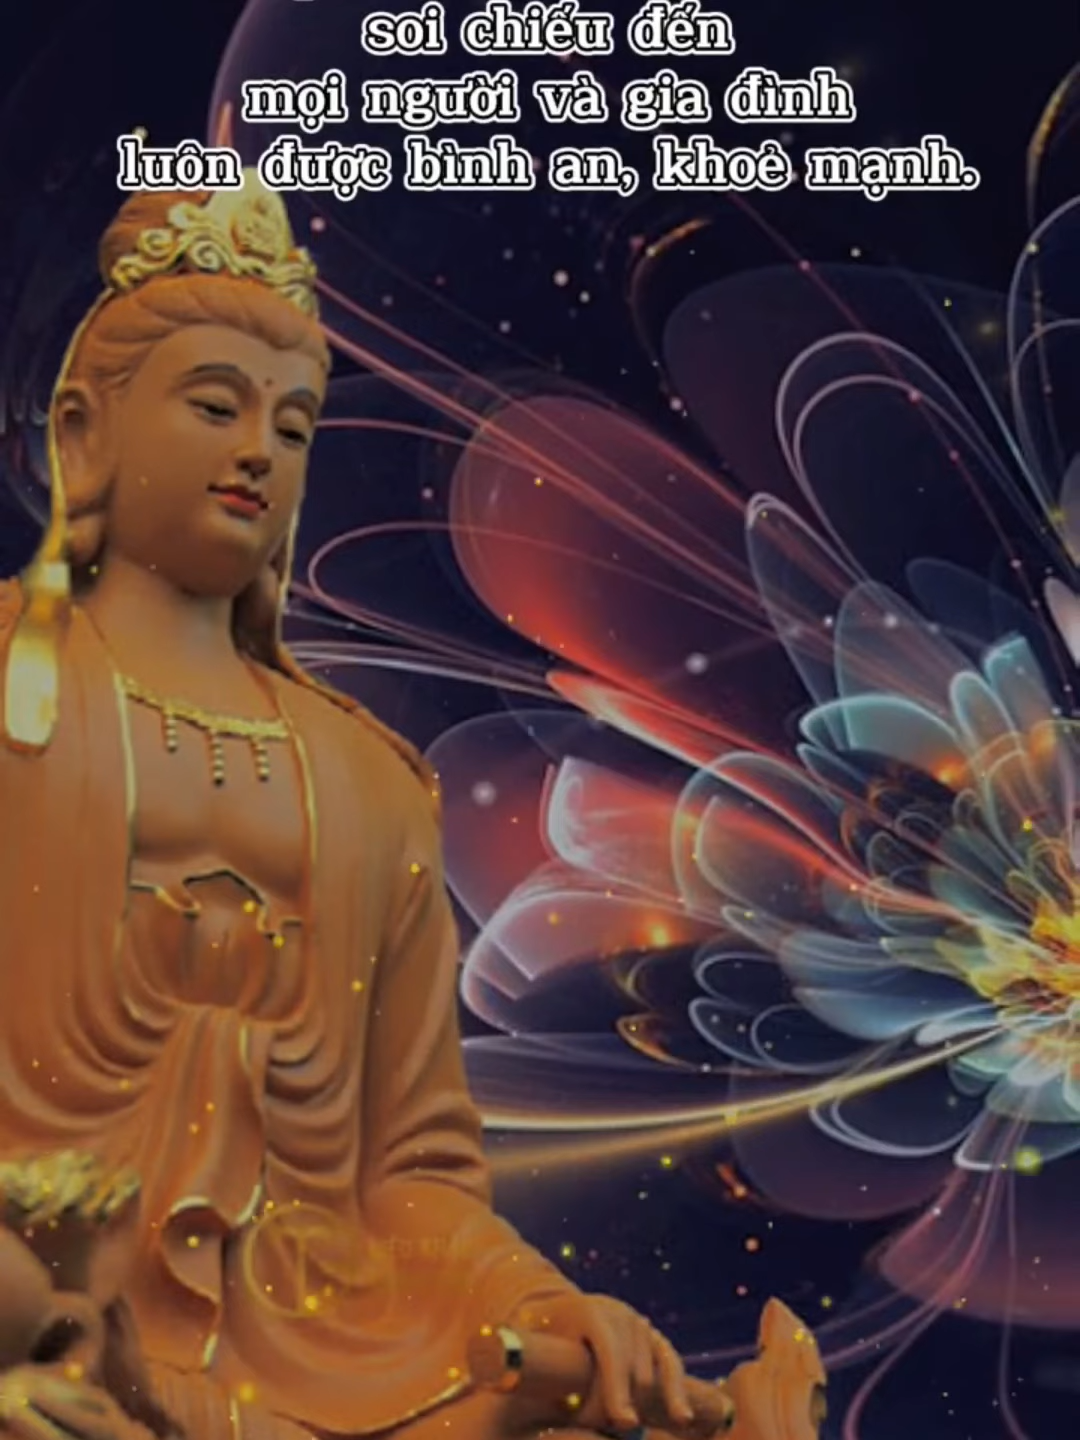 soi chiếu đến
mọi người và gia đình
luôn được bình an, khoẻ mạnh.